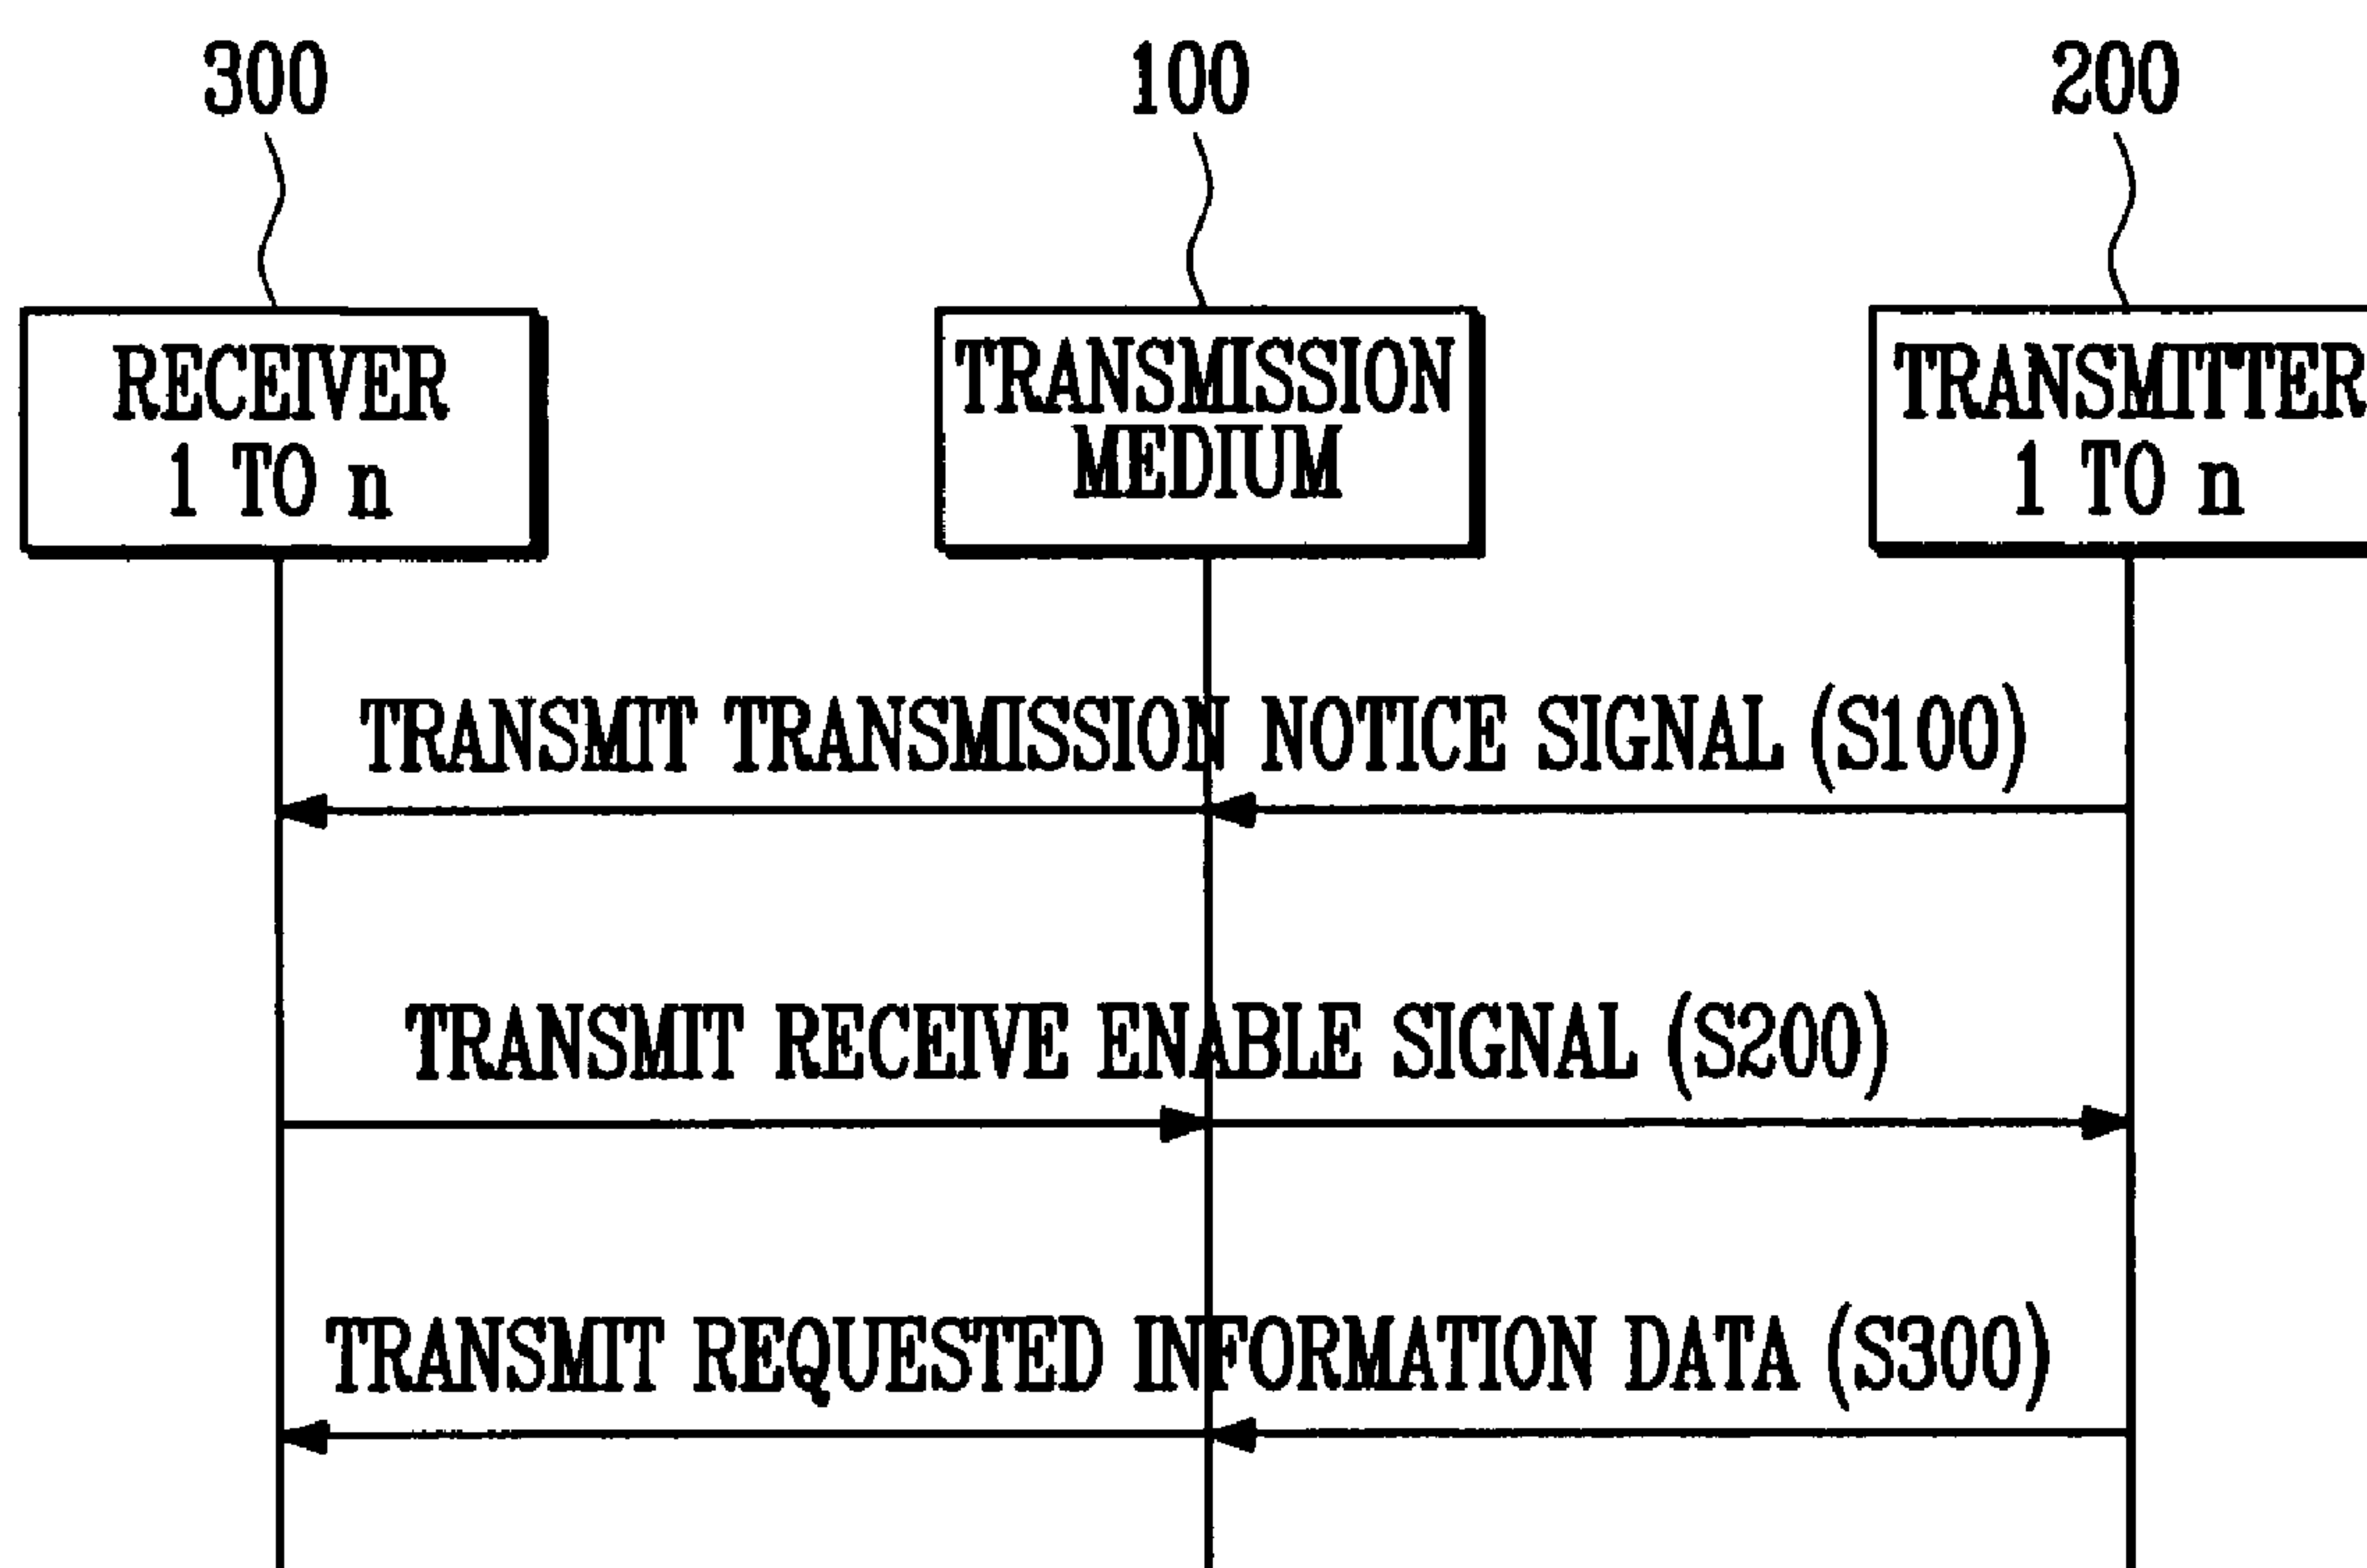 300
100
200
RECEIVER
1 TO n
TRANSMISSION
MEDIUM
TRANSMITTER
1 TO n
TRANSMIT TRANSMISSION NOTICE SIGNAL (S100)
TRANSMIT RECEIVE ENABLE SIGNAL (S200)
TRANSMIT REQUESTED INFORMATION DATA (S300)